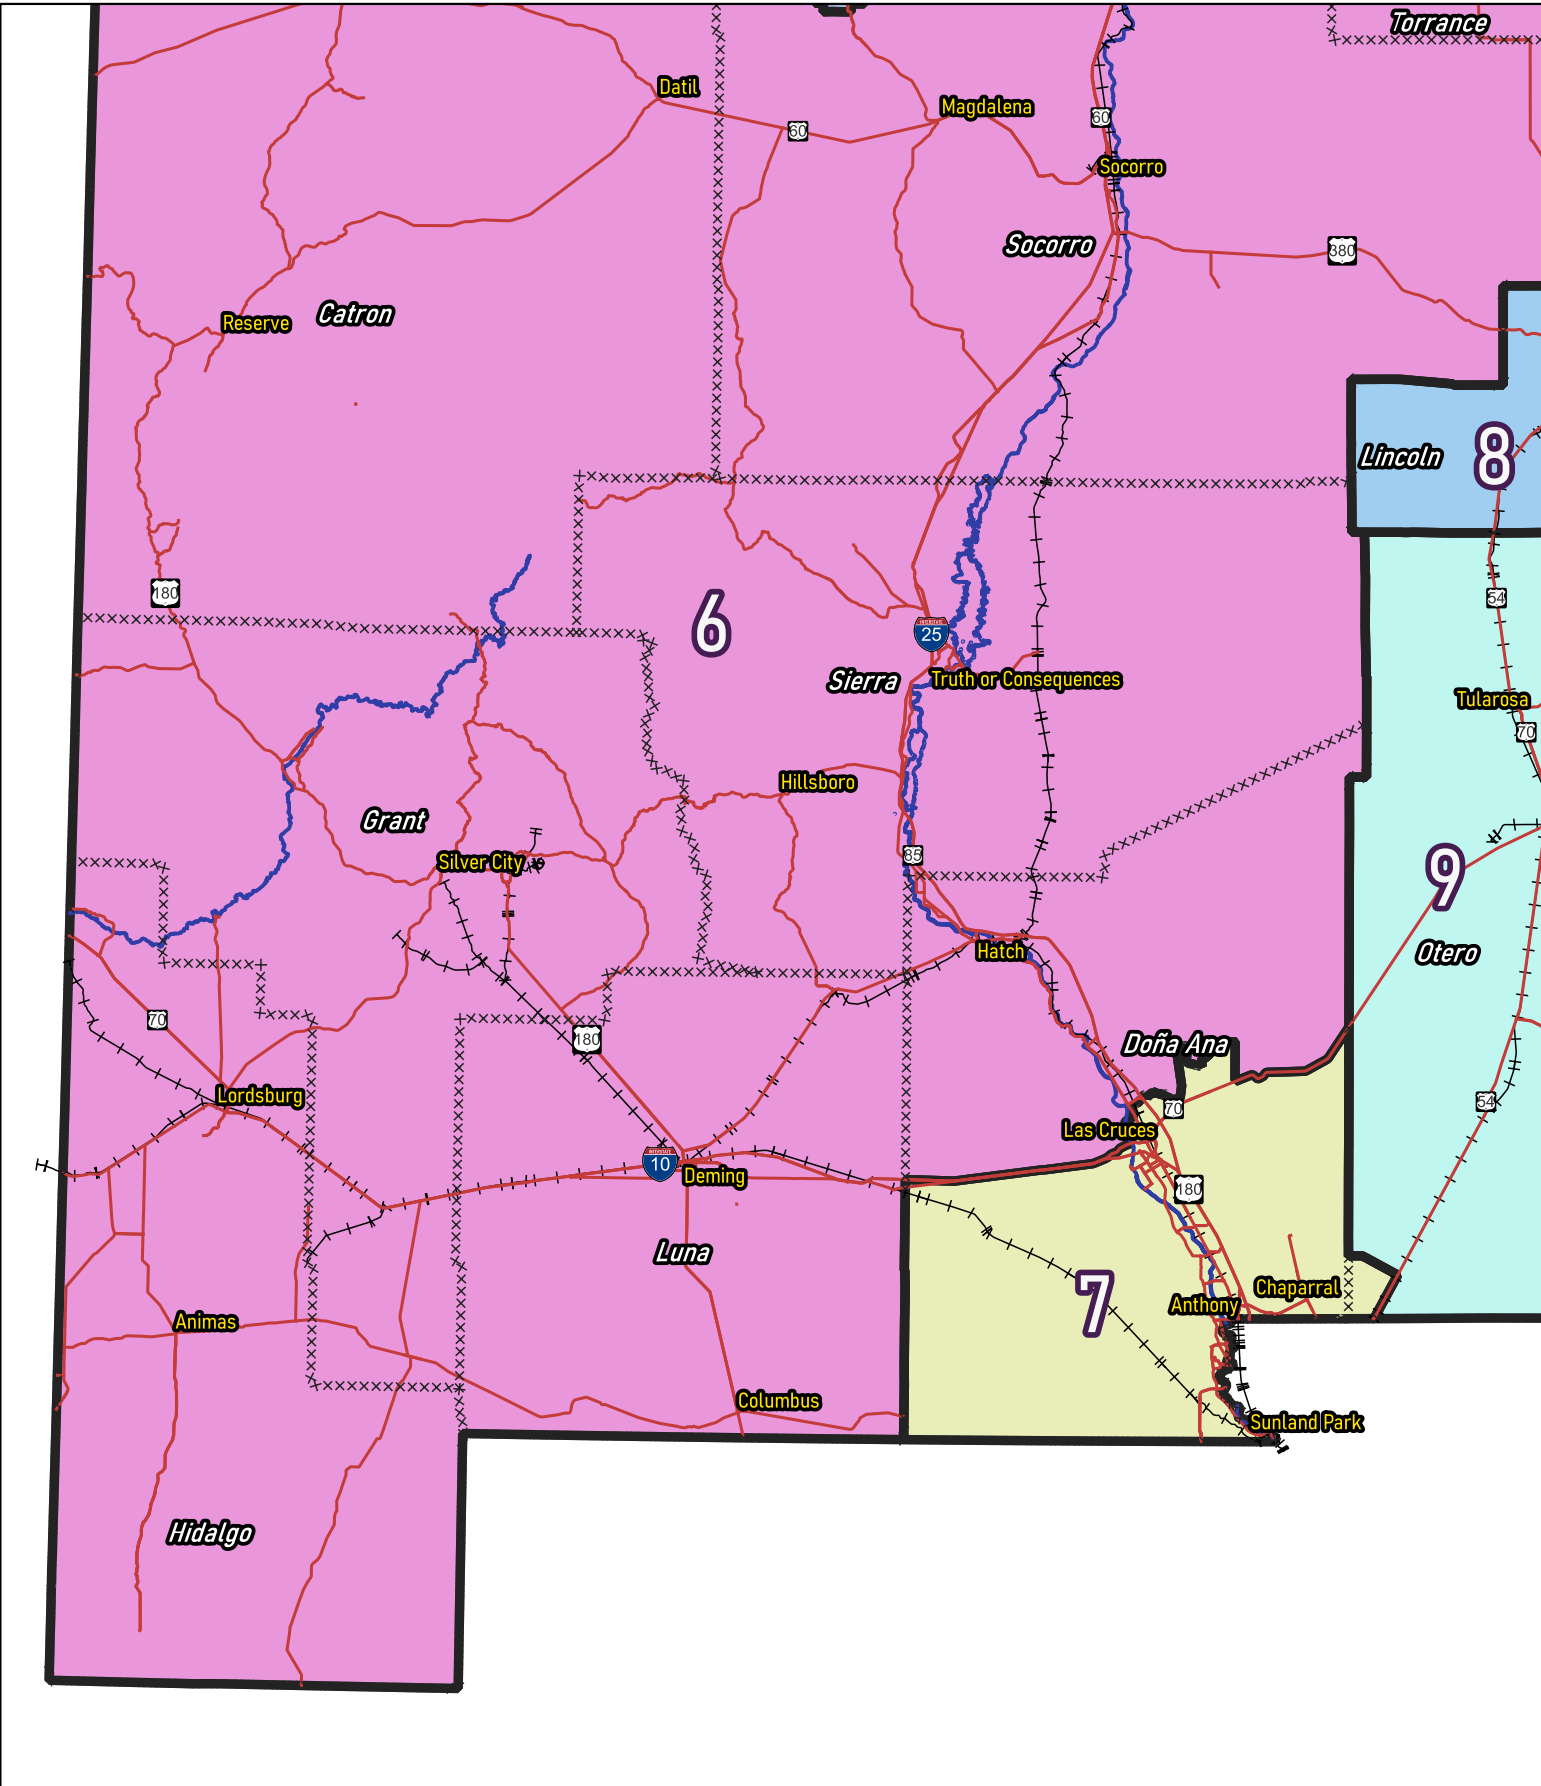 Torrance
Datil
Magdalena
60
60
Socorro
Socorro
380
Catron
Reserve
Lincoln
8
180
54
6
INTERSTATE
25
Sierra
Truth or Consequences
Tularosa
70
Hillsboro
Grant
85
Silver City
9
Hatch
Otero
70
180
Doña Ana
Lordsburg
70
54
Las Cruces
INTERSTATE
10
Deming
180
Luna
Chaparral
7
Anthony
Animas
Columbus
Sunland Park
Hidalgo